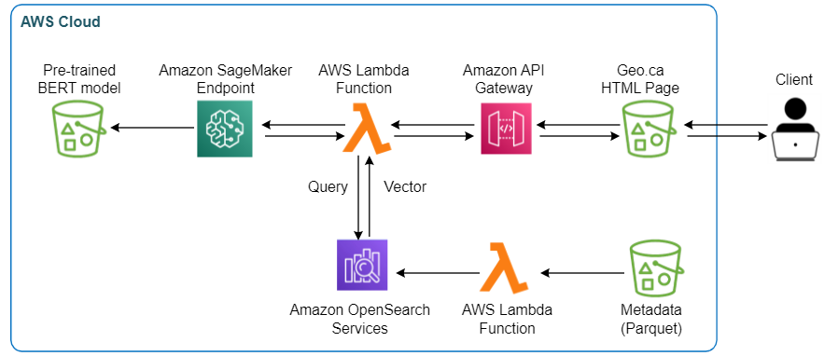 AWS Cloud
Pre-trained
BERT model
Amazon SageMaker
Endpoint
AWS Lambda
Function
Amazon API
Gateway
Geo.ca
HTML Page
Client
Query
Vector
Amazon OpenSearch
Services
AWS Lambda
Function
Metadata
(Parquet)